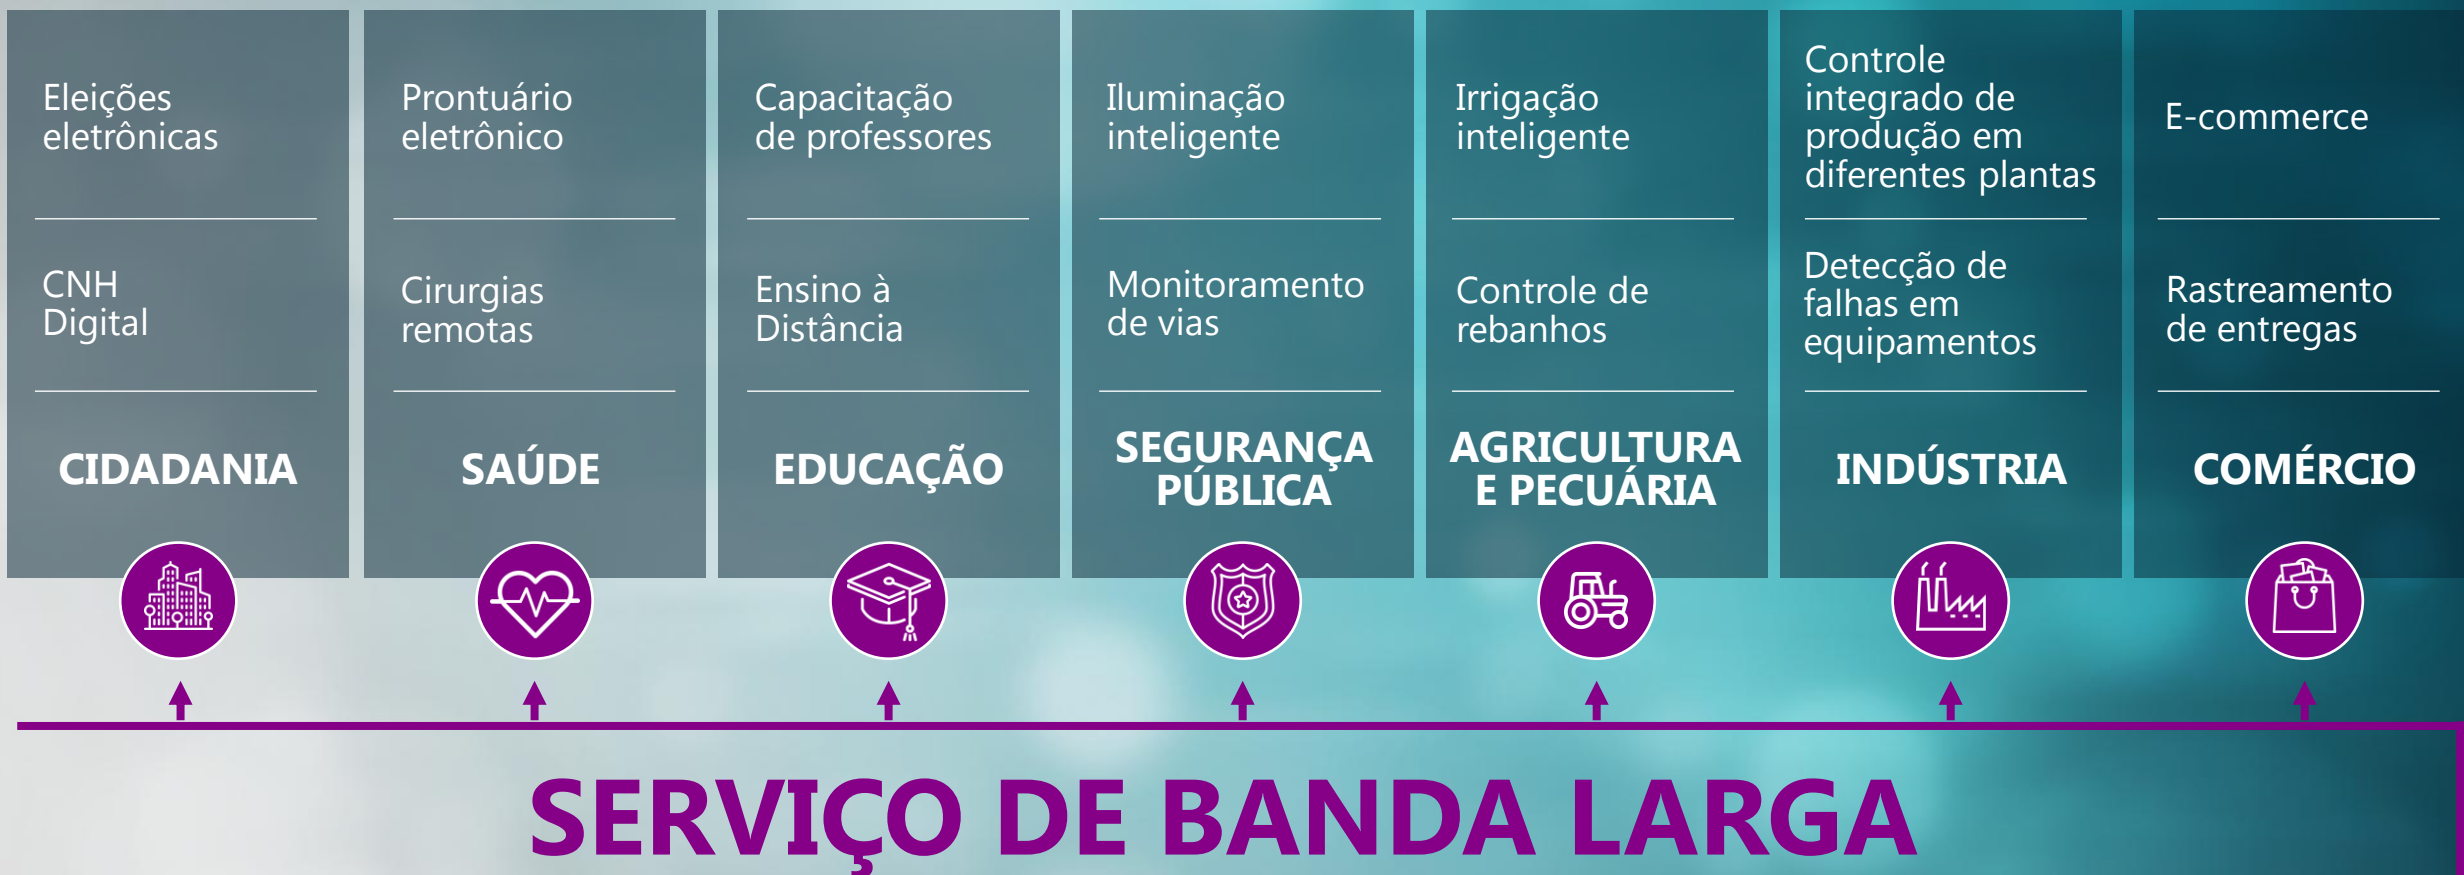 Eleições
eletrônicas
CNH
Digital
CIDADANIA
Prontuário
eletrônico
Cirurgias
remotas
SAÚDE
Capacitação
de professores
Ensino à
Distância
EDUCAÇÃO
Iluminação
inteligente
Monitoramento
de vias
SEGURANÇA
PÚBLICA
Irrigação
inteligente
Controle de
rebanhos
AGRICULTURA
E PECUÁRIA
Controle
integrado de
produção em
diferentes plantas
Detecção de
falhas em
equipamentos
INDÚSTRIA
E-commerce
Rastreamento
de entregas
COMÉRCIO
SERVIÇO DE BANDA LARGA